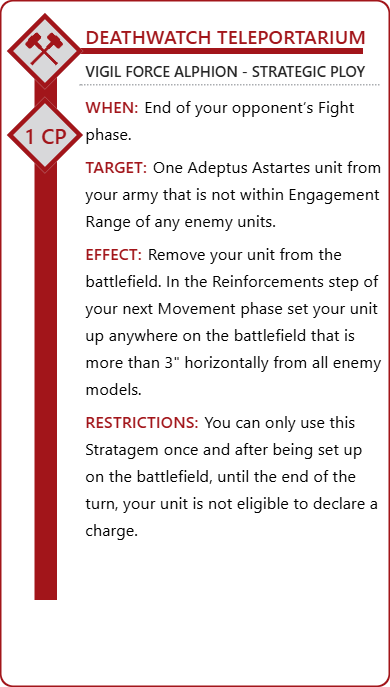 DEATHWATCH TELEPORTARIUM
VIGIL FORCE ALPHION - STRATEGIC PLOY
1 CP
WHEN: End of your opponent’s Fight
phase.
TARGET: One Adeptus Astartes unit from
your army that is not within Engagement
Range of any enemy units.
EFFECT: Remove your unit from the
battlefield. In the Reinforcements step of
your next Movement phase set your unit
up anywhere on the battlefield that is
more than 3" horizontally from all enemy
models.
RESTRICTIONS: You can only use this
Stratagem once and after being set up
on the battlefield, until the end of the
turn, your unit is not eligible to declare a
charge.